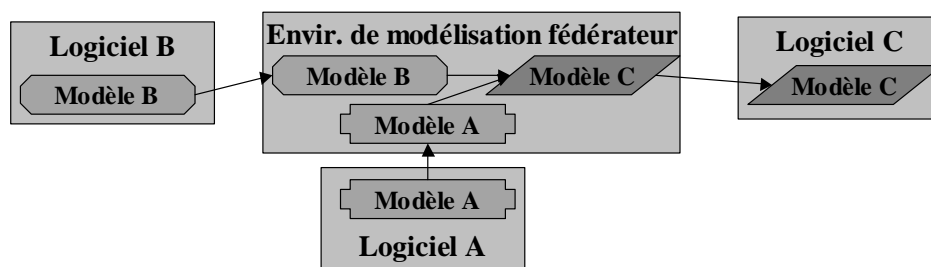 Logiciel B
Modèle B
Envir. de modélisation fédérateur
Modèle B
Modèle C
Modèle A
Logiciel C
Modèle C
Modèle A
Logiciel A